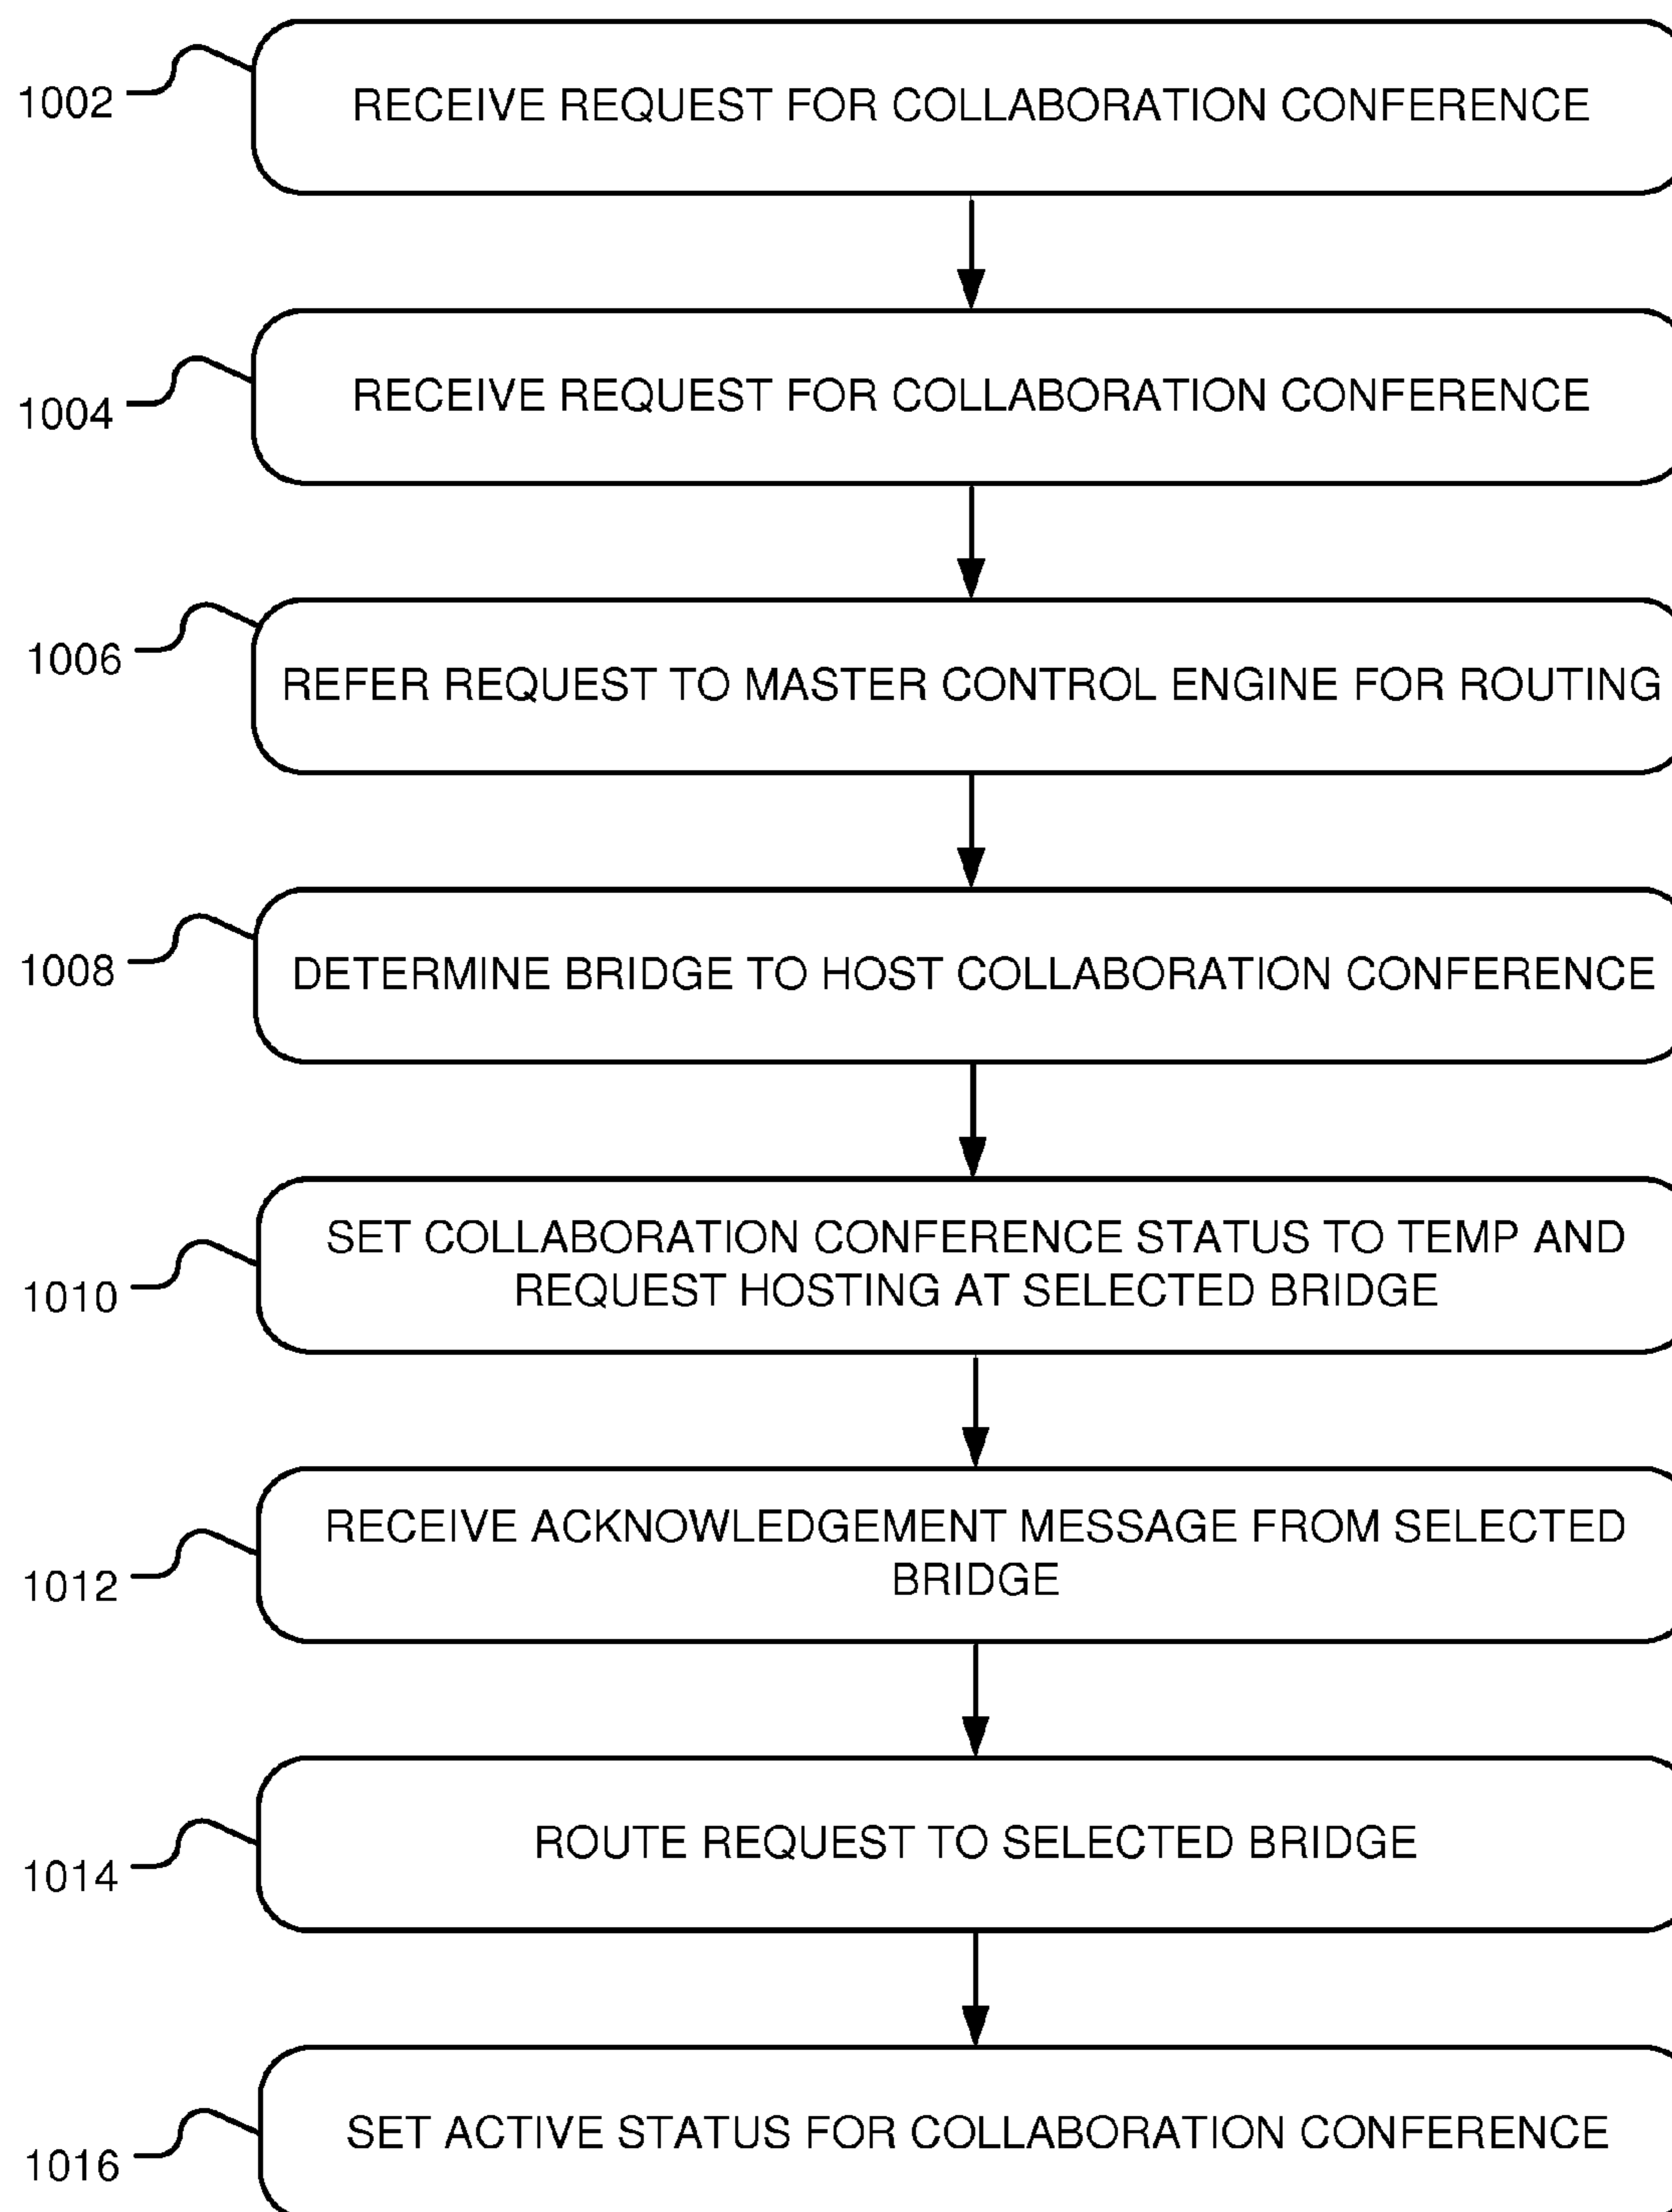 1002
RECEIVE REQUEST FOR COLLABORATION CONFERENCE
1004
RECEIVE REQUEST FOR COLLABORATION CONFERENCE
1006
REFER REQUEST TO MASTER CONTROL ENGINE FOR ROUTING
1008
DETERMINE BRIDGE TO HOST COLLABORATION CONFERENCE
1010
SET COLLABORATION CONFERENCE STATUS TO TEMP AND
REQUEST HOSTING AT SELECTED BRIDGE
1012
RECEIVE ACKNOWLEDGEMENT MESSAGE FROM SELECTED
BRIDGE
1014
ROUTE REQUEST TO SELECTED BRIDGE
1016
SET ACTIVE STATUS FOR COLLABORATION CONFERENCE